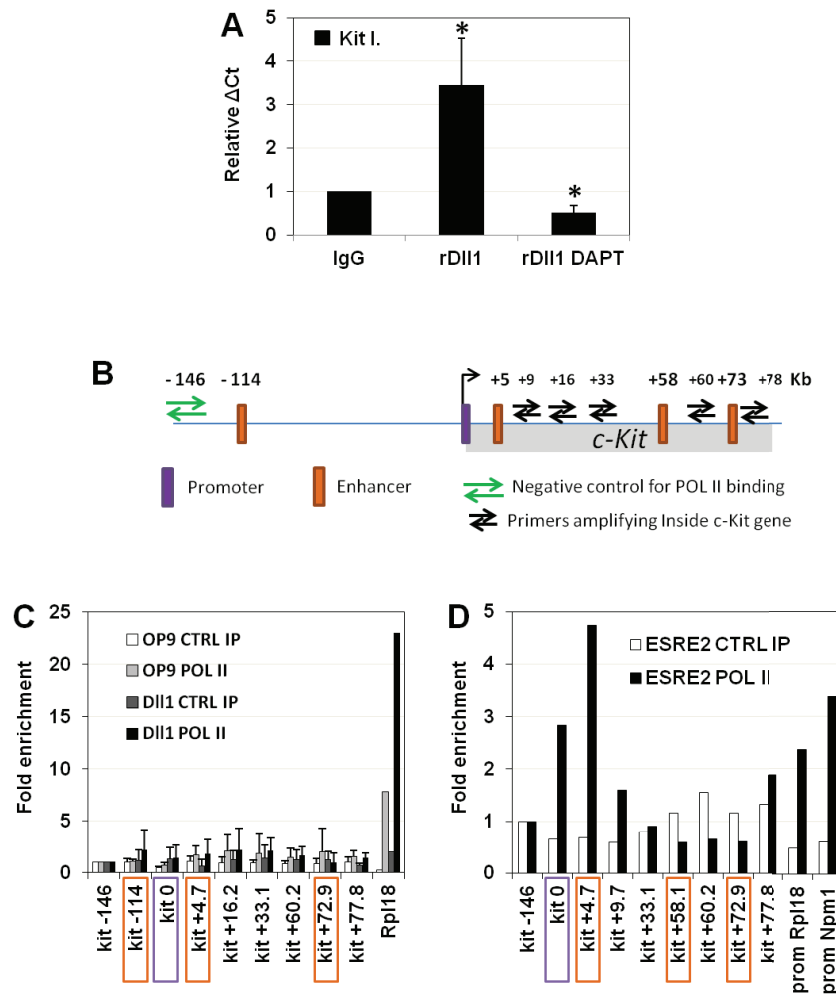 A
Relative ΔCt
5
4
3
2
1
0
Kit I.
*
*
IgG
rDll1
rDll1 DAPT
B
- 146
- 114
+5
+9
+16
+33
+58
+60
+73
+78
Kb
c-Kit
Promoter
Enhancer
Negative control for POL II binding
Primers amplifying Inside c-Kit gene
C
Fold enrichment
25
20
15
10
5
0
OP9 CTRL IP
OP9 POL II
Dll1 CTRL IP
Dll1 POL II
kit -146
kit -114
kit 0
kit +4.7
kit +16.2
kit +33.1
kit +60.2
kit +72.9
kit +77.8
Rpl18
D
Fold enrichment
5
4
3
2
1
0
ESRE2 CTRL IP
ESRE2 POL II
kit -146
kit 0
kit +4.7
kit +9.7
kit +33.1
kit +58.1
kit +60.2
kit +72.9
kit +77.8
prom Rpl18
prom Npm1